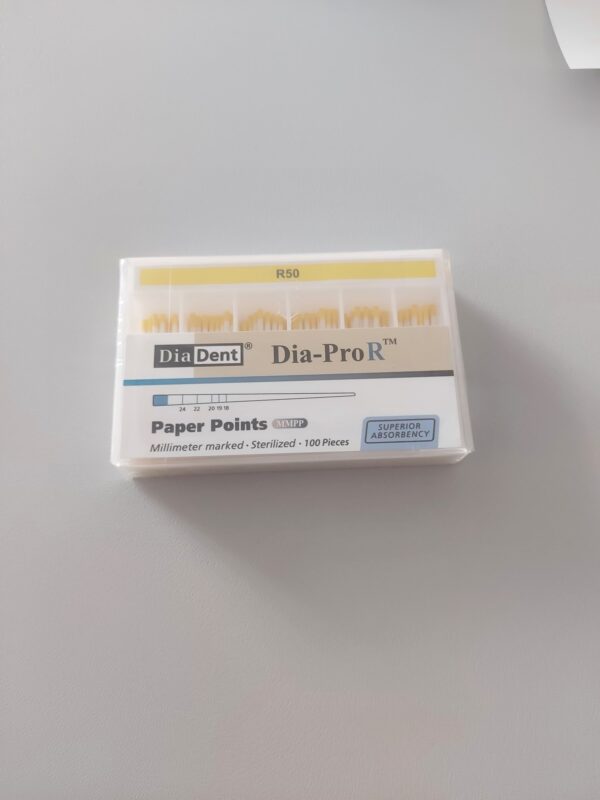 R50
DiaDent® Dia-ProR™
24 22 20 19 18
Paper Points MMPP
Millimeter marked · Sterilized · 100 Pieces
SUPERIOR
ABSORBENCY